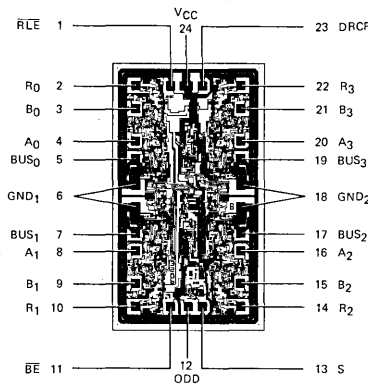 VCC
RLE 1 24 23 DRCP
R0 2 22 R3
B0 3 21 B3
A0 4 20 A3
BUS0 5 19 BUS3
GND1 6 18 GND2
B
BUS1 7 17 BUS2
A1 8 16 A2
B1 9 15 B2
R1 10 14 R2
BE 11 12 13 S
ODD